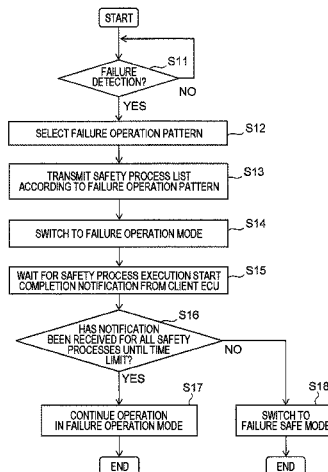 START
S11
FAILURE
DETECTION?
NO
YES
SELECT FAILURE OPERATION PATTERN
S12
TRANSMIT SAFETY PROCESS LIST
ACCORDING TO FAILURE OPERATION PATTERN
S13
SWITCH TO FAILURE OPERATION MODE
S14
WAIT FOR SAFETY PROCESS EXECUTION START
COMPLETION NOTIFICATION FROM CLIENT ECU
S15
S16
HAS NOTIFICATION
BEEN RECEIVED FOR ALL SAFETY
PROCESSES UNTIL TIME
LIMIT?
NO
YES
S17
CONTINUE OPERATION
IN FAILURE OPERATION MODE
S18
SWITCH TO
FAILURE SAFE MODE
END
END